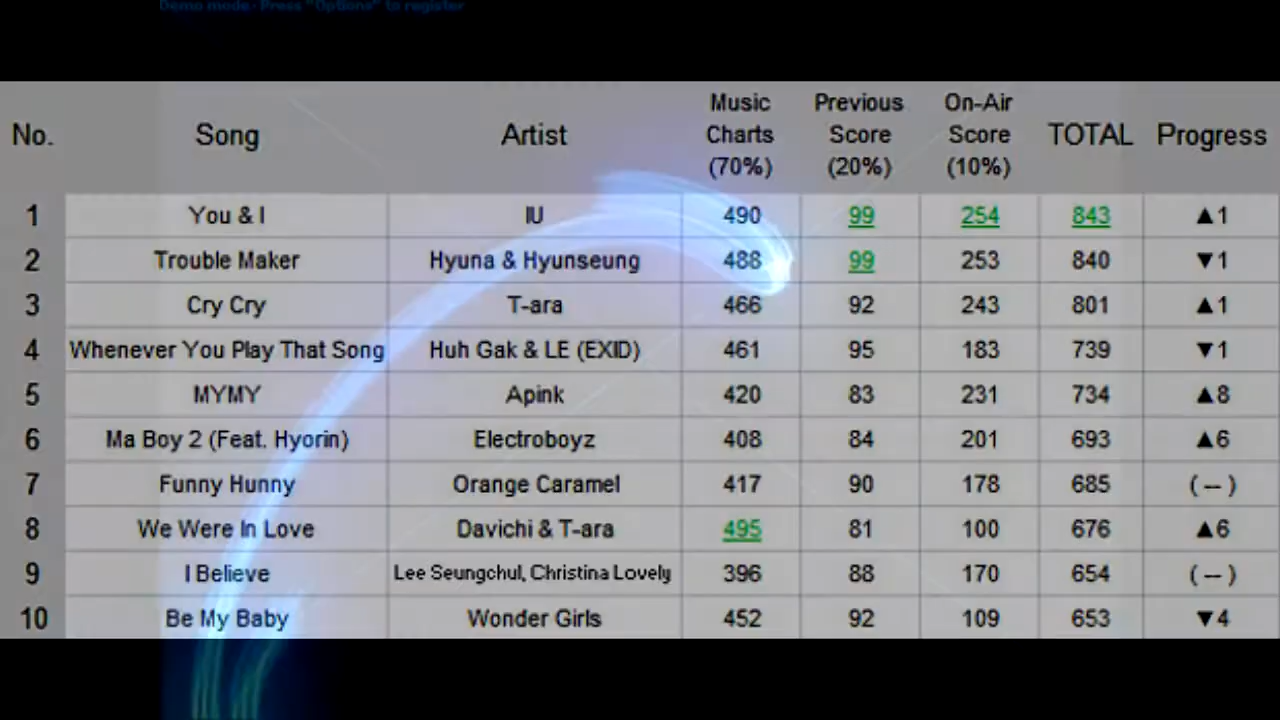 Demo mode - Press "Options" to register
No. Song Artist Music Charts (70%) Previous Score (20%) On-Air Score (10%) TOTAL Progress
1 You & I IU 490 99 254 843 ▲1
2 Trouble Maker Hyuna & Hyunseung 488 99 253 840 ▼1
3 Cry Cry T-ara 466 92 243 801 ▲1
4 Whenever You Play That Song Huh Gak & LE (EXID) 461 95 183 739 ▼1
5 MYMY Apink 420 83 231 734 ▲8
6 Ma Boy 2 (Feat. Hyorin) Electroboyz 408 84 201 693 ▲6
7 Funny Hunny Orange Caramel 417 90 178 685 ( -- )
8 We Were In Love Davichi & T-ara 495 81 100 676 ▲6
9 I Believe Lee Seungchul, Christina Lovely 396 88 170 654 ( -- )
10 Be My Baby Wonder Girls 452 92 109 653 ▼4